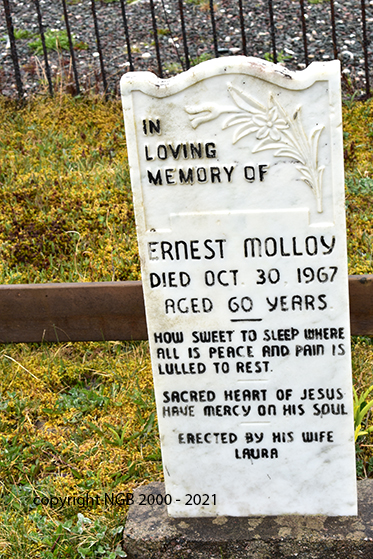 IN
LOVING
MEMORY OF
ERNEST MOLLOY
DIED OCT. 30. 1967
AGED 60 YEARS.
HOW SWEET TO SLEEP WHERE
ALL IS PEACE AND PAIN IS
LULLED TO REST.
SACRED HEART OF JESUS
HAVE MERCY ON HIS SOUL
ERECTED BY HIS WIFE
LAURA
copyright NGB 2000 - 2021